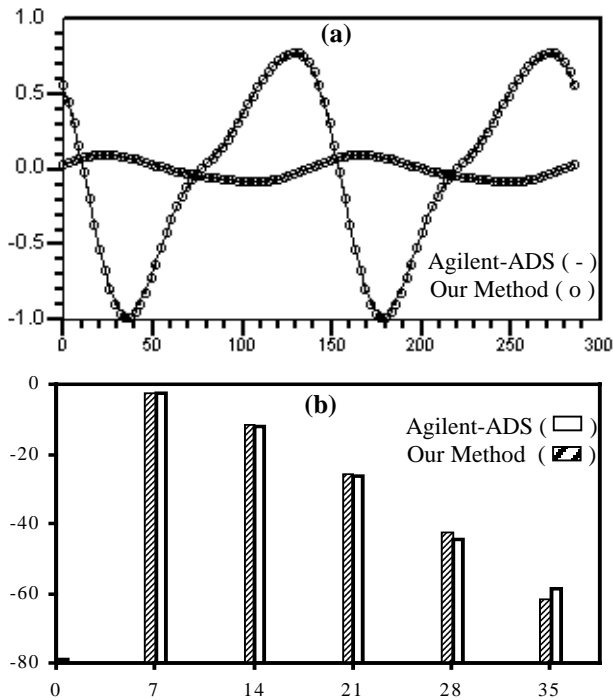 1.0
(a)
0.5
0.0
-0.5
Agilent-ADS ( - )
Our Method ( o )
-1.0
0 50 100 150 200 250 300
0
(b)
Agilent-ADS ( )
Our Method ( )
-20
-40
-60
-80
0 7 14 21 28 35